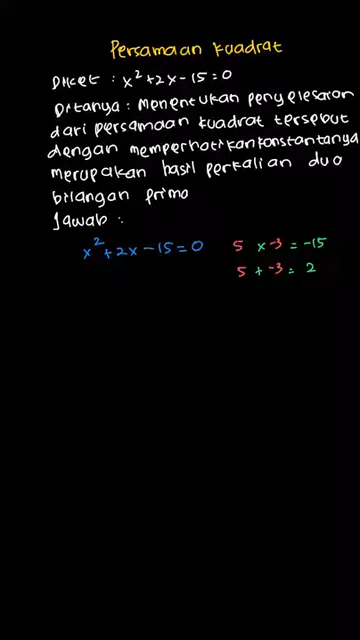 Persamaan Kuadrat
Diket : x² + 2x - 15 = 0
Ditanya : Menentukan penyelesaian
dari persamaan kuadrat tersebut
dengan memperhatikan konstantanya
merupakan hasil perkalian dua
bilangan prima
Jawab :
x² + 2x - 15 = 0 5 x -3 = -15
5 + -3 = 2